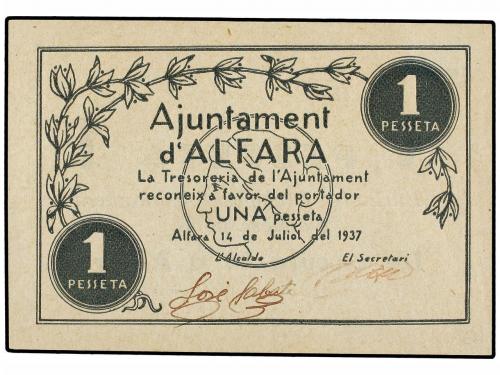 1
PESSETA
Ajuntament
d'ALFARA
La Tresoreria de l'Ajuntament
reconeix a favor del portador
UNA pesseta
Alfara 14 de Juliol del 1937
L'Alcalde El Secretari
1
PESSETA
José